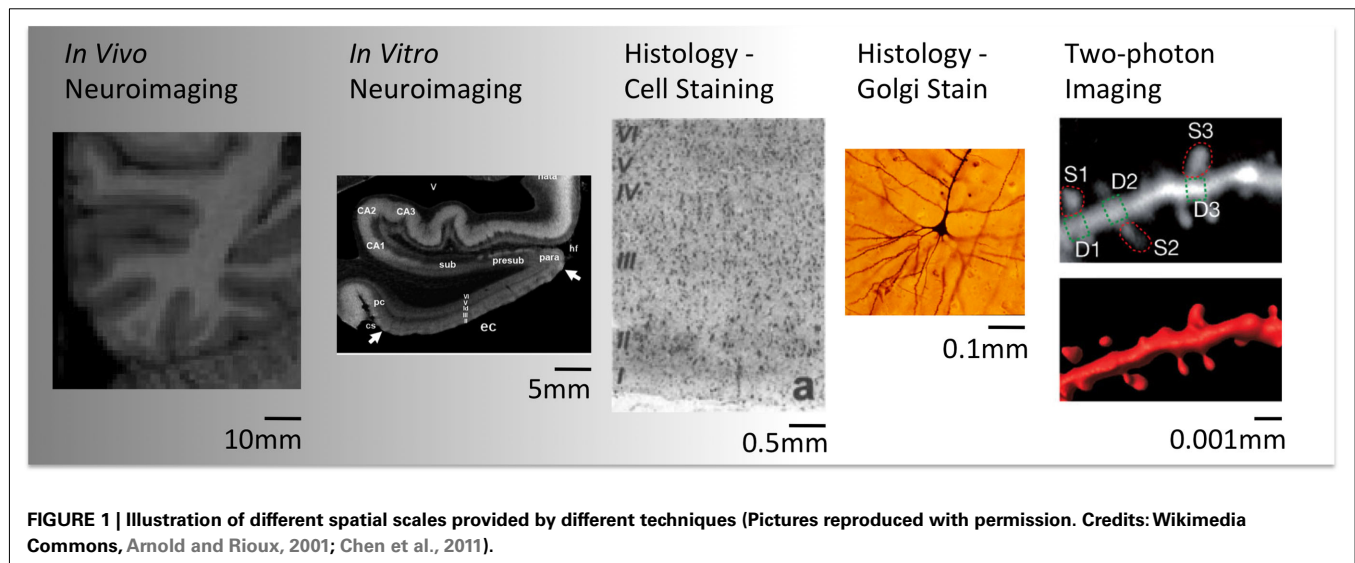 In Vivo
Neuroimaging
In Vitro
Neuroimaging
Histology -
Cell Staining
Histology -
Golgi Stain
Two-photon
Imaging
V
CA2
CA3
CA1
sub
presub
para
hf
pc
cs
ec
5mm
10mm
VI
V
IV
III
II
I
a
0.5mm
0.1mm
S1
D2
S3
D1
S2
D3
0.001mm
FIGURE 1 | Illustration of different spatial scales provided by different techniques (Pictures reproduced with permission. Credits: Wikimedia
Commons, Arnold and Rioux, 2001; Chen et al., 2011).